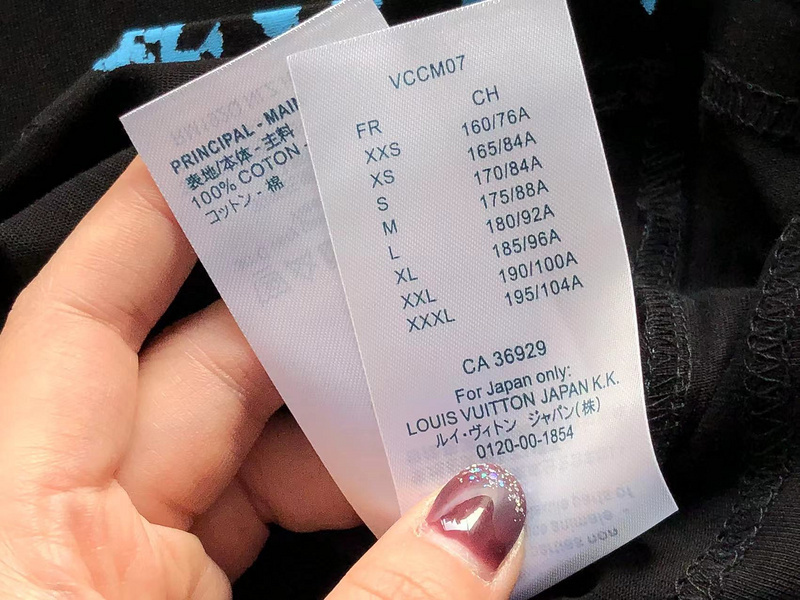 PRINCIPAL - MAIN
表地/本体 - 主料
100% COTON -
コットン - 棉
VCCM07
FR CH
XXS 160/76A
XS 165/84A
S 170/84A
M 175/88A
L 180/92A
XL 185/96A
XXL 190/100A
XXXL 195/104A
CA 36929
For Japan only:
LOUIS VUITTON JAPAN K.K.
ルイ・ヴィトン ジャパン(株)
0120-00-1854